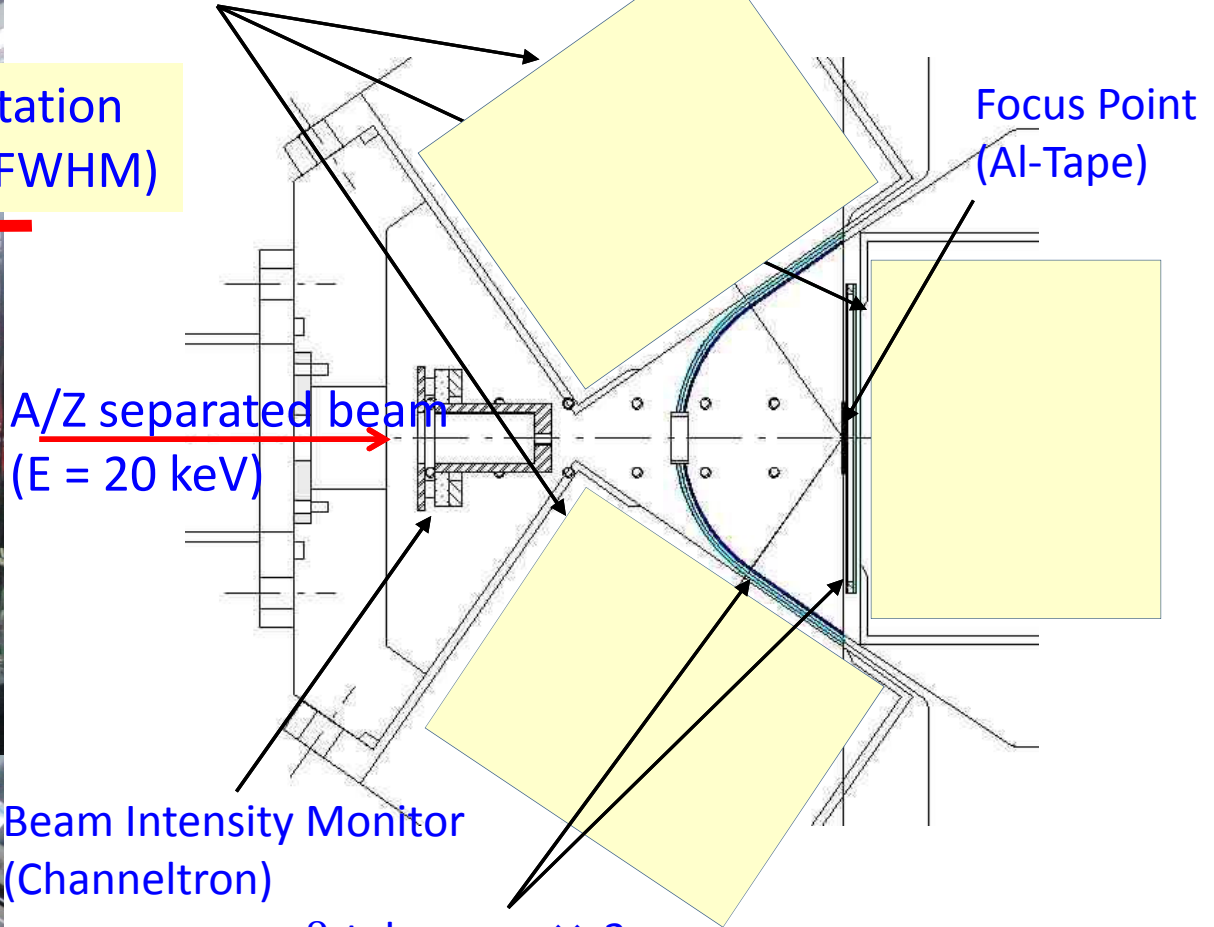 tation
FWHM)
Focus Point
(Al-Tape)
A/Z separated beam
(E = 20 keV)
Beam Intensity Monitor
(Channeltron)